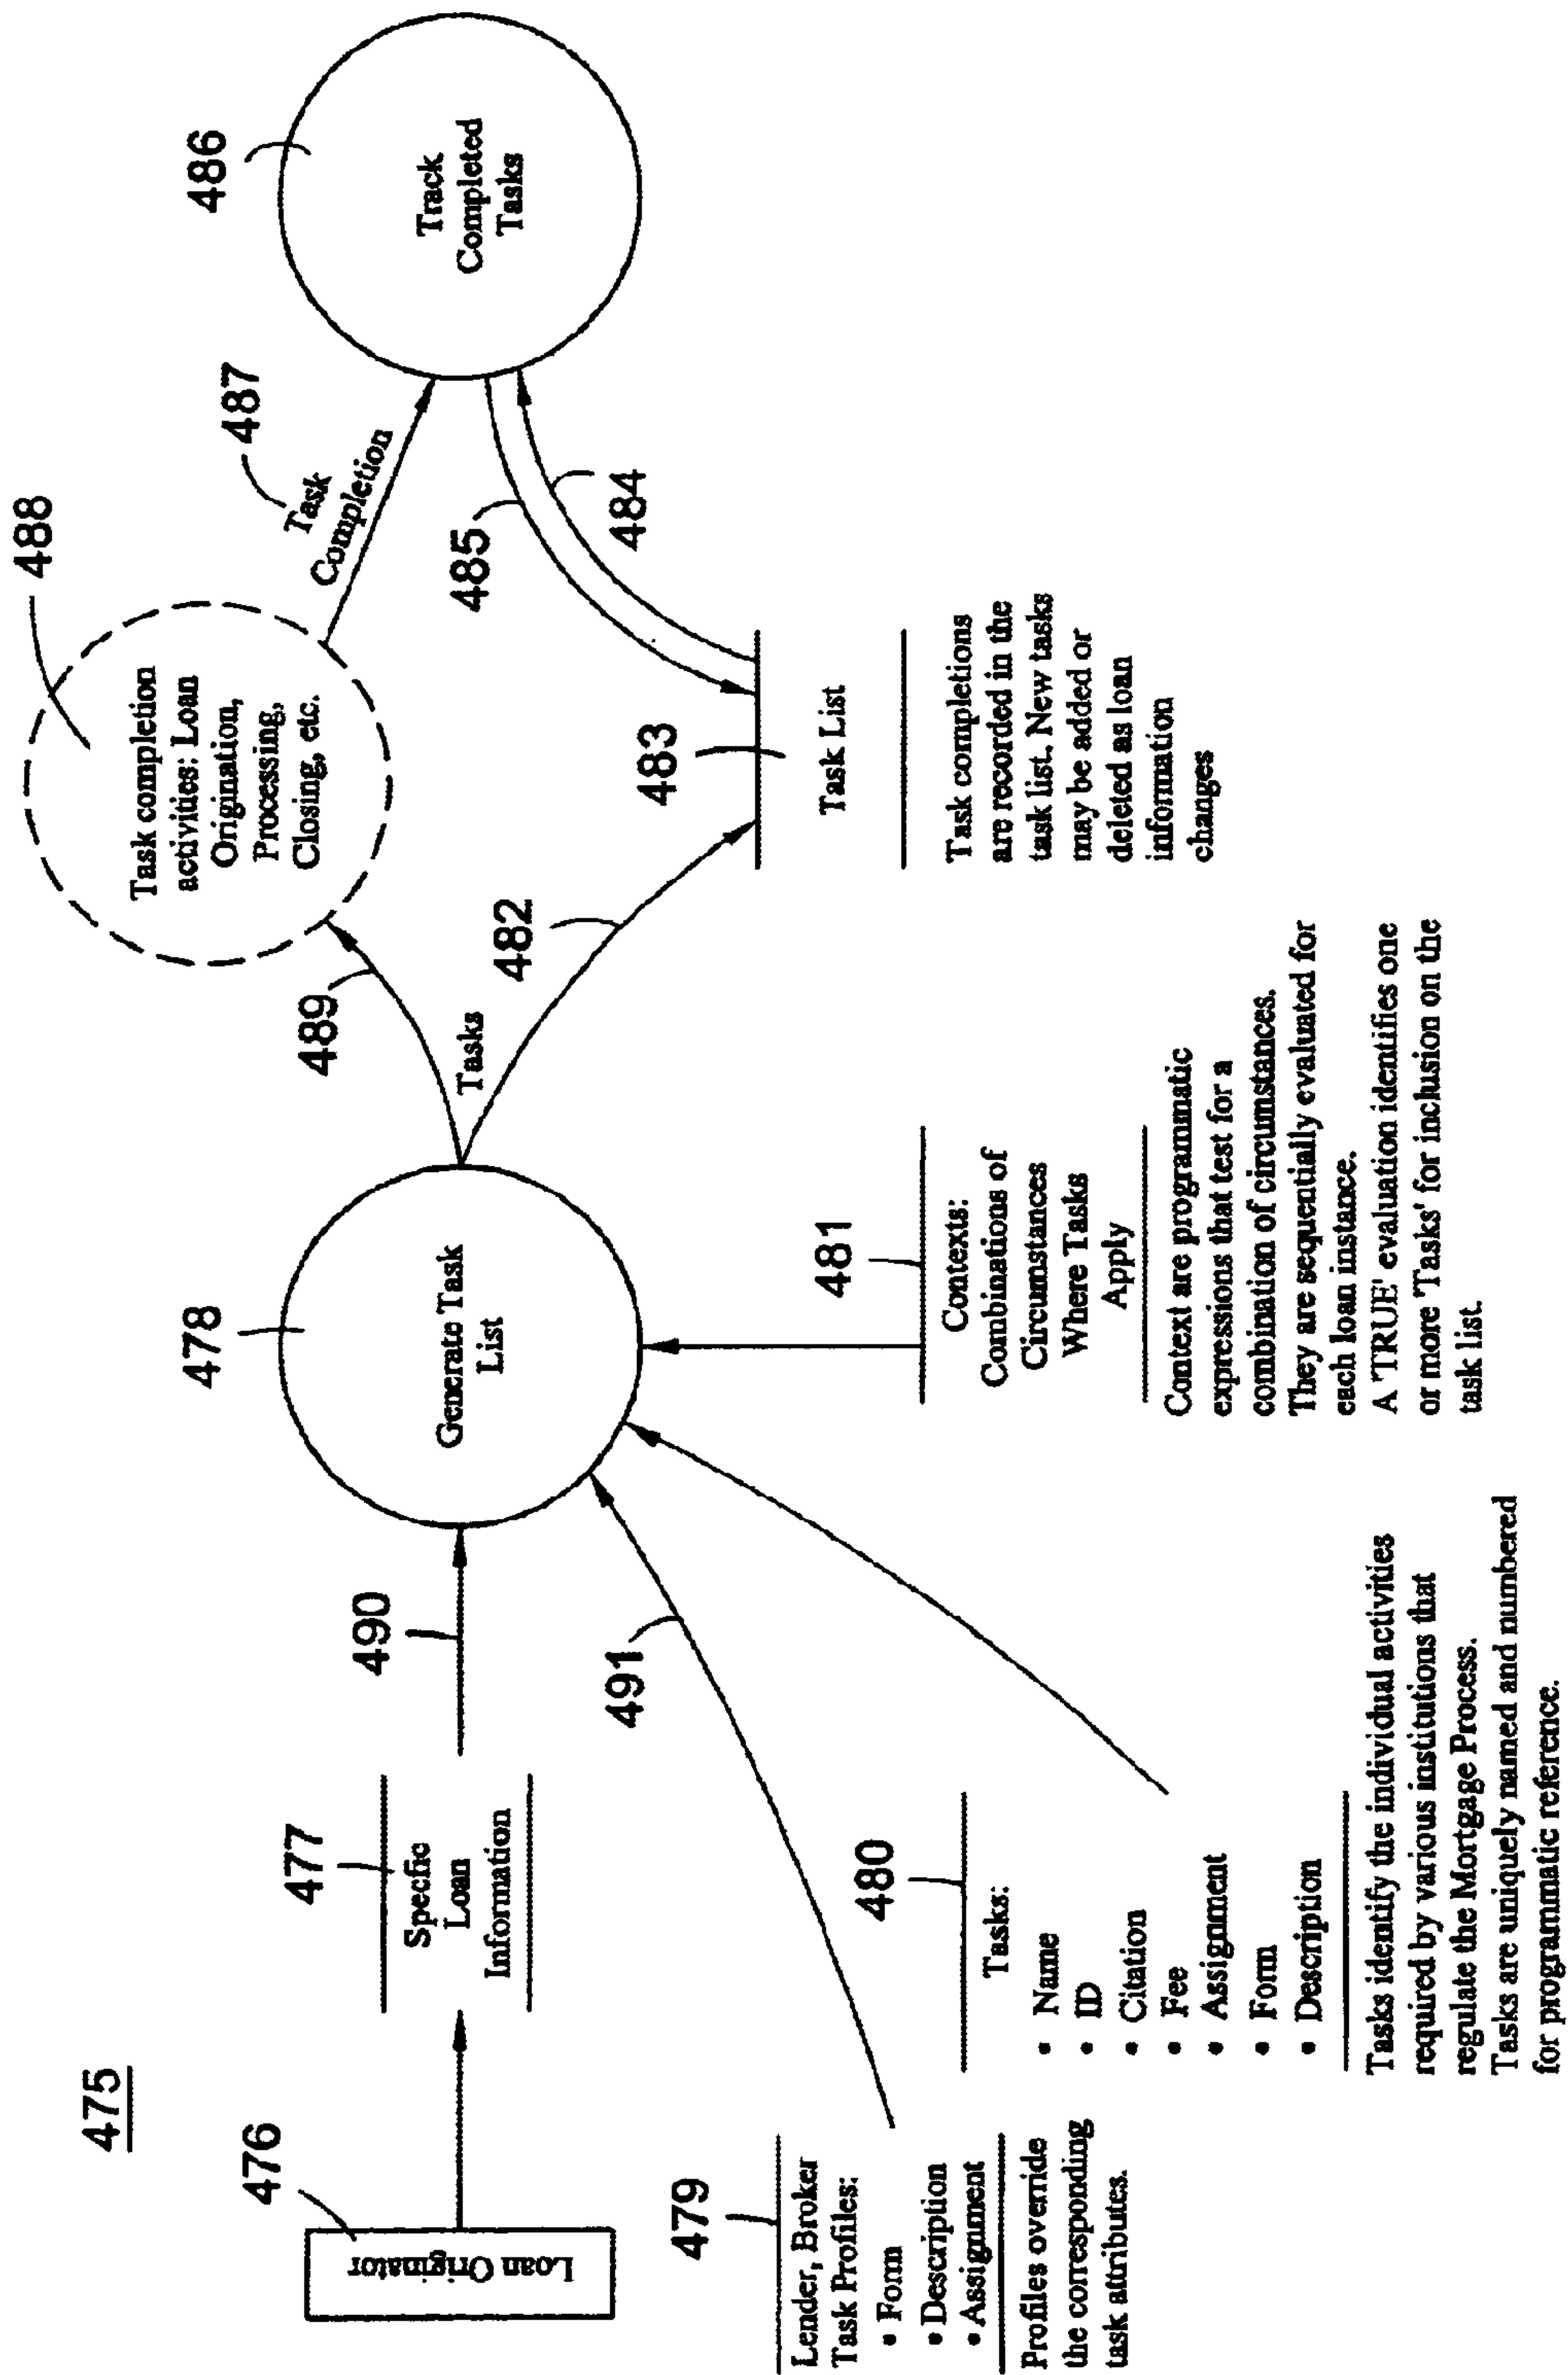 475
476
Loan Originator
477
Specfic
Loan
Information
490
478
Generate Task
List
489
Tasks
482
488
Task completion
activities: Loan
Origination,
Processing,
Closing, etc.
487
Task
Completion
486
Track
Completed
Tasks
485
484
483
Task List
Task completions
are recorded in the
task list. New tasks
may be added or
deleted as loan
information
changes
479
Lender, Broker
Task Profiles:
• Form
• Description
• Assignment
Profiles override
the corresponding
task attributes.
491
480
Tasks:
• Name
• ID
• Citation
• Fee
• Assignment
• Form
• Description
Tasks identify the individual activities
required by various institutions that
regulate the Mortgage Process.
Tasks are uniquely named and numbered
for programmatic reference.
481
Contexts:
Combinations of
Circumstances
Where Tasks
Apply
Context are programmatic
expressions that test for a
combination of circumstances.
They are sequentially evaluated for
each loan instance.
A 'TRUE' evaluation identifies one
or more 'Tasks' for inclusion on the
task list.